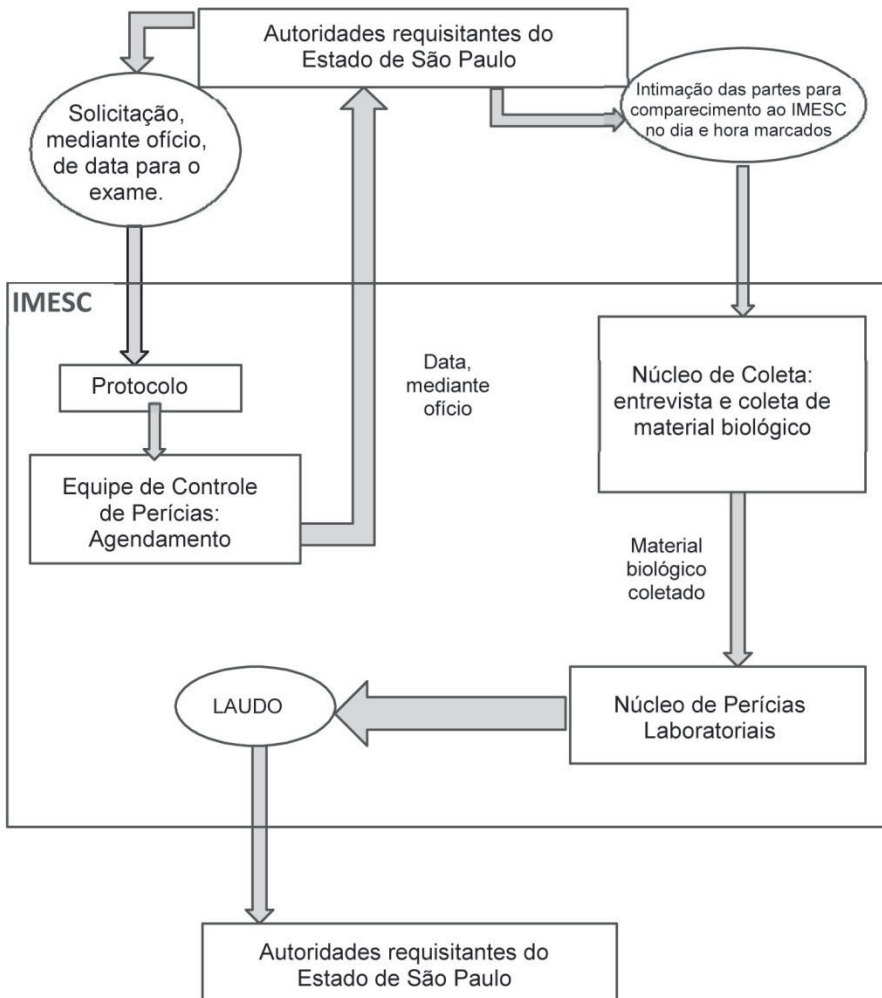 Autoridades requisitantes do
Estado de São Paulo
Solicitação,
mediante ofício,
de data para o
exame.
Intimação das partes para
comparecimento ao IMESC
no dia e hora marcados
IMESC
Protocolo
Equipe de Controle
de Perícias:
Agendamento
Data,
mediante
ofício
Núcleo de Coleta:
entrevista e coleta de
material biológico
Material
biológico
coletado
Núcleo de Perícias
Laboratoriais
LAUDO
Autoridades requisitantes do
Estado de São Paulo